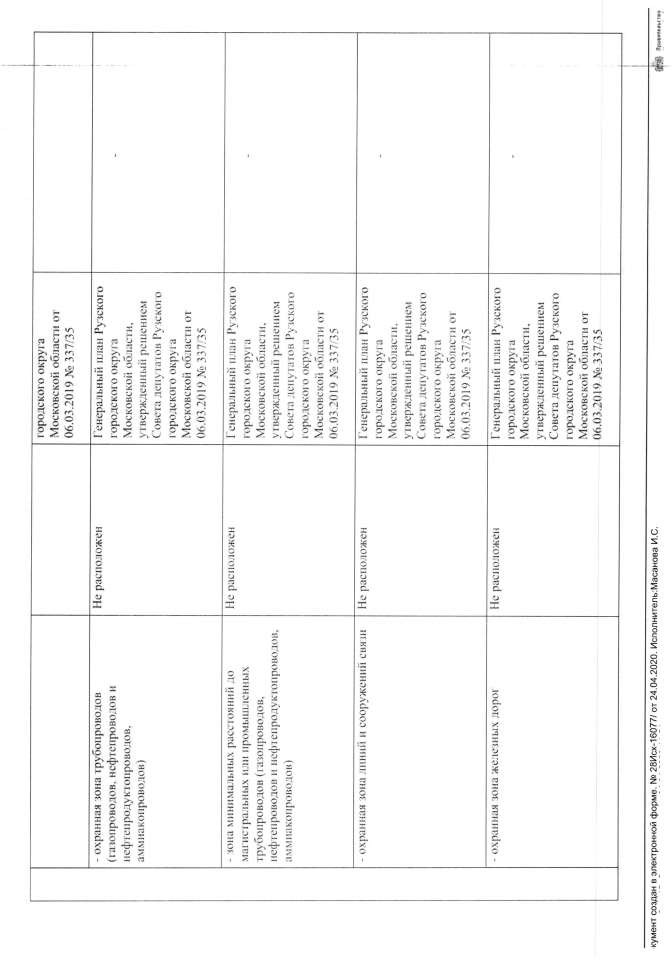 городского округа
Московской области от
06.03.2019 № 337/35
- охранная зона трубопроводов
(газопроводов, нефтепроводов и
нефтепродуктопроводов,
аммиакопроводов)
Не расположен
Генеральный план Рузского
городского округа
Московской области,
утвержденный решением
Совета депутатов Рузского
городского округа
Московской области от
06.03.2019 № 337/35
-
- зона минимальных расстояний до
магистральных или промышленных
трубопроводов (газопроводов,
нефтепроводов и нефтепродуктопроводов,
аммиакопроводов)
Не расположен
Генеральный план Рузского
городского округа
Московской области,
утвержденный решением
Совета депутатов Рузского
городского округа
Московской области от
06.03.2019 № 337/35
-
- охранная зона линий и сооружений связи
Не расположен
Генеральный план Рузского
городского округа
Московской области,
утвержденный решением
Совета депутатов Рузского
городского округа
Московской области от
06.03.2019 № 337/35
-
- охранная зона железных дорог
Не расположен
Генеральный план Рузского
городского округа
Московской области,
утвержденный решением
Совета депутатов Рузского
городского округа
Московской области от
06.03.2019 № 337/35
-
кумент создан в электронной форме. № 28Исх-16077/ от 24.04.2020. Исполнитель:Масанова И.С.
Правительство